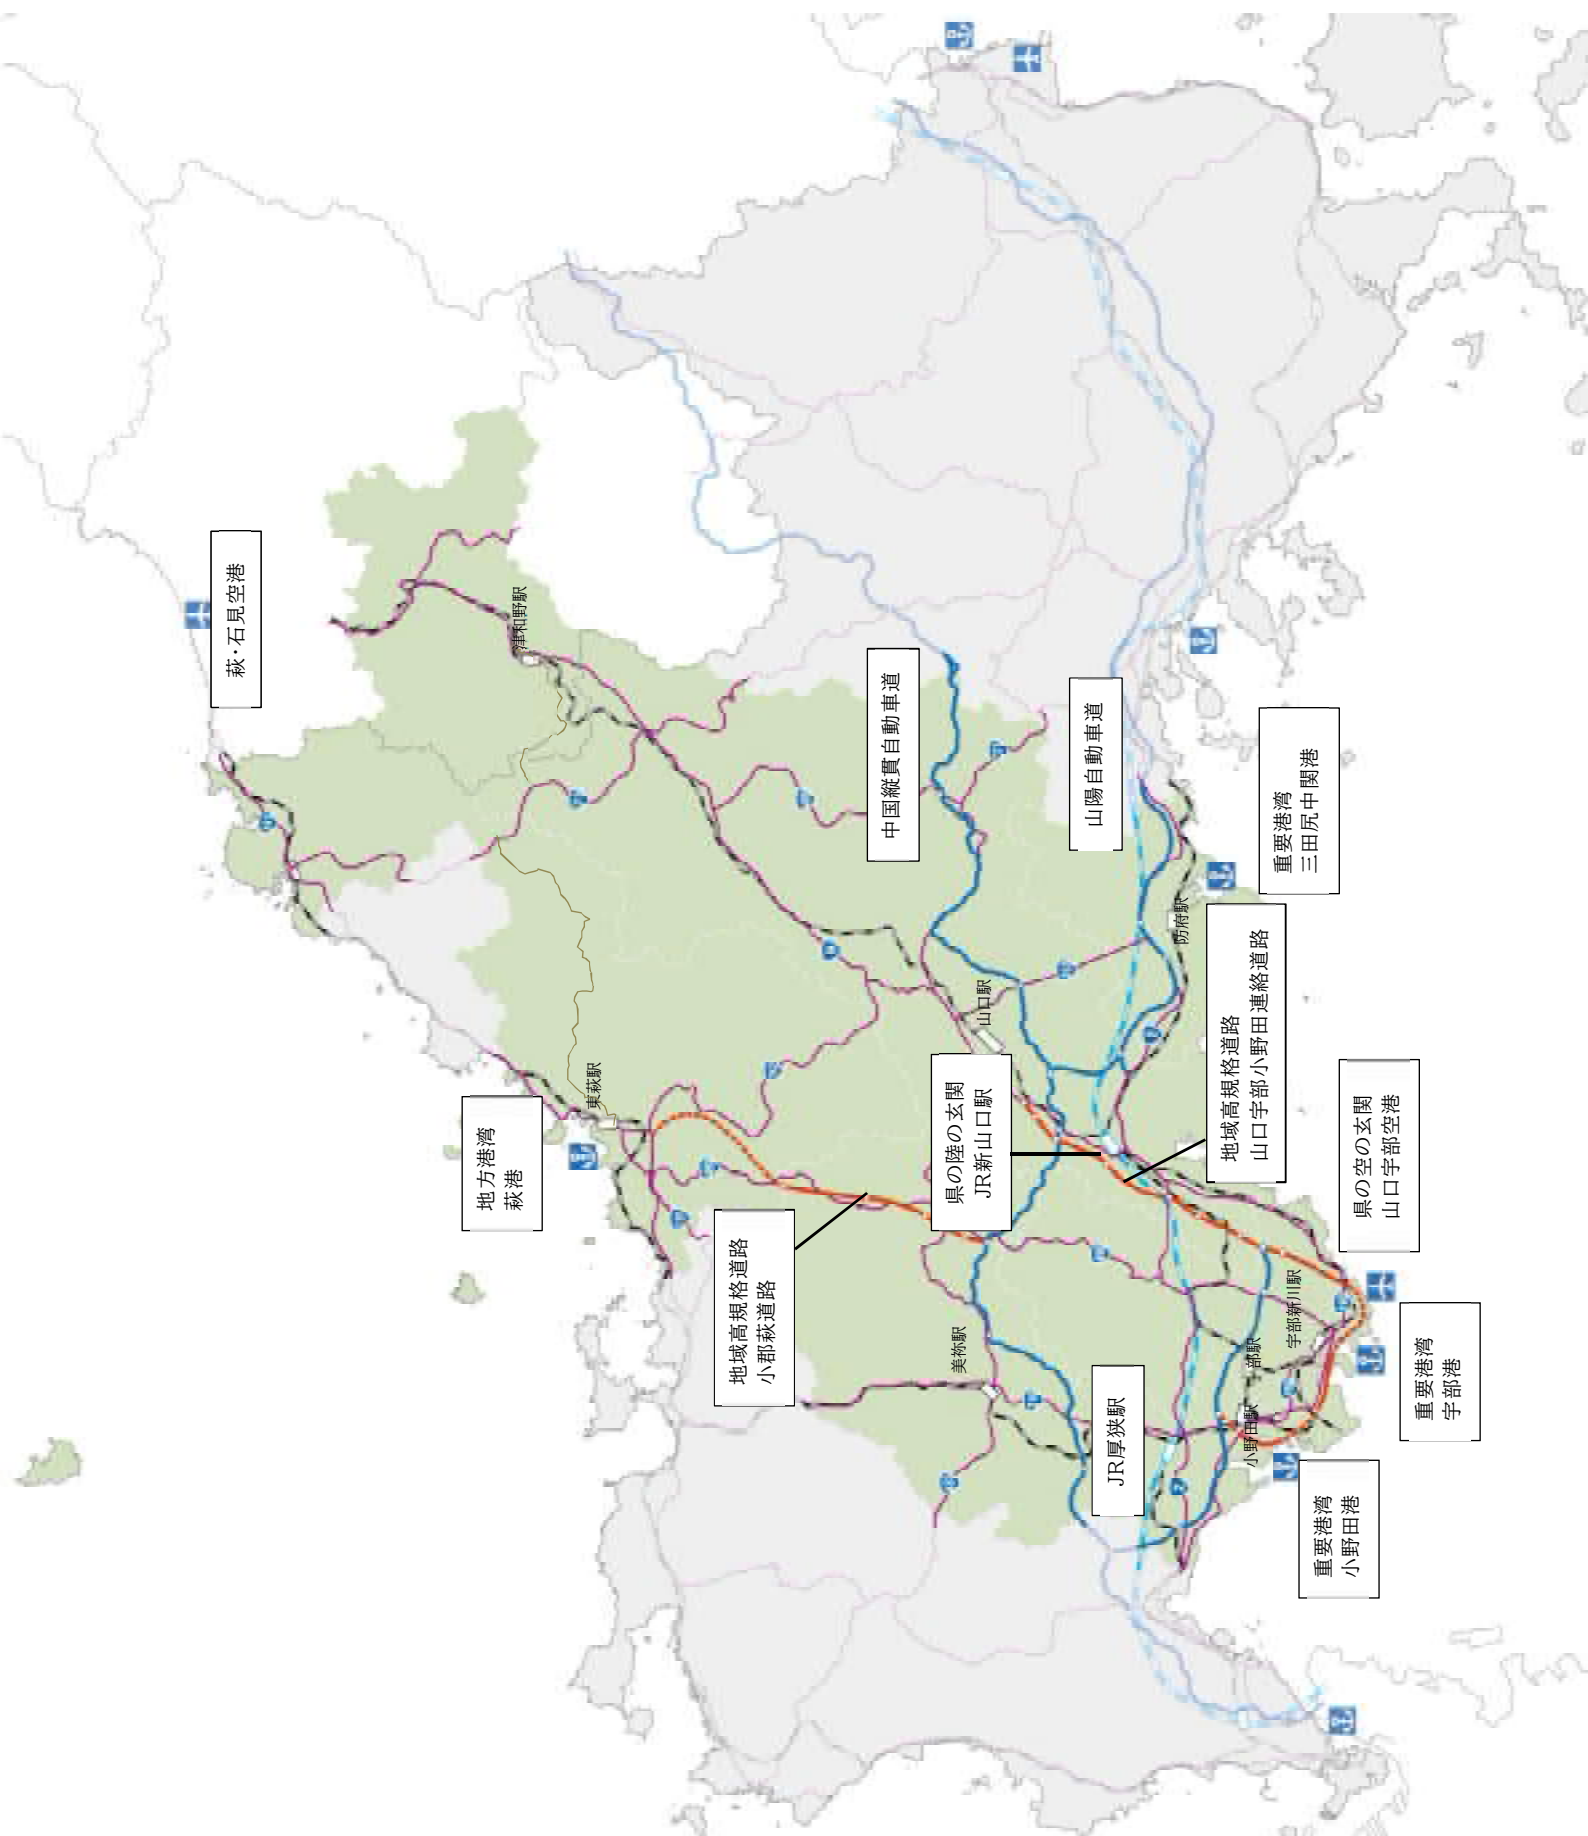 萩・石見空港
津和野駅
中国縦貫自動車道
山陽自動車道
重要港湾
三田尻中関港
防府駅
山口駅
地域高規格道路
山口宇部小野田連絡道路
県の陸の玄関
JR新山口駅
県の空の玄関
山口宇部空港
東萩駅
地方港湾
萩港
地域高規格道路
小郡萩道路
美祢駅
宇部新川駅
部駅
小野田駅
JR厚狭駅
重要港湾
宇部港
重要港湾
小野田港